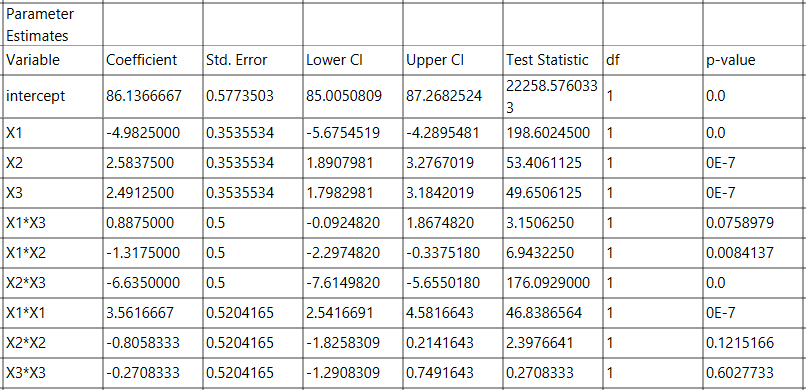 Parameter
Estimates
Variable Coefficient Std. Error Lower CI Upper CI Test Statistic df p-value
intercept 86.1366667 0.5773503 85.0050809 87.2682524 22258.576033
3 1 0.0
X1 -4.9825000 0.3535534 -5.6754519 -4.2895481 198.6024500 1 0.0
X2 2.5837500 0.3535534 1.8907981 3.2767019 53.4061125 1 0E-7
X3 2.4912500 0.3535534 1.7982981 3.1842019 49.6506125 1 0E-7
X1*X3 0.8875000 0.5 -0.0924820 1.8674820 3.1506250 1 0.0758979
X1*X2 -1.3175000 0.5 -2.2974820 -0.3375180 6.9432250 1 0.0084137
X2*X3 -6.6350000 0.5 -7.6149820 -5.6550180 176.0929000 1 0.0
X1*X1 3.5616667 0.5204165 2.5416691 4.5816643 46.8386564 1 0E-7
X2*X2 -0.8058333 0.5204165 -1.8258309 0.2141643 2.3976641 1 0.1215166
X3*X3 -0.2708333 0.5204165 -1.2908309 0.7491643 0.2708333 1 0.6027733